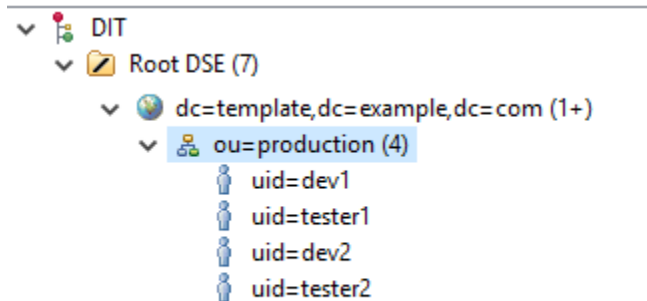 DIT
Root DSE (7)
dc=template,dc=example,dc=com (1+)
ou=production (4)
uid=dev1
uid=tester1
uid=dev2
uid=tester2